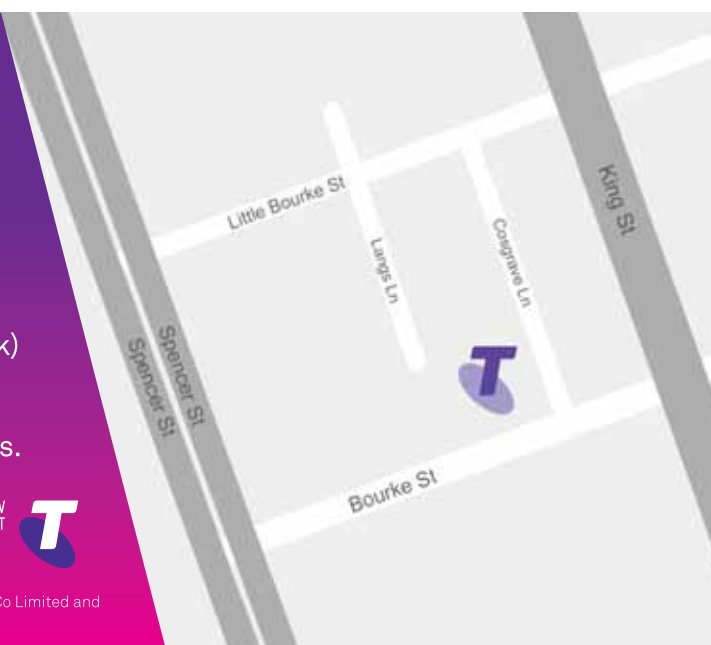 k)
s.
W
T
T
Co Limited and
Little Bourke St
Langs Ln
Cosgrave Ln
King St
Spencer St
Spencer St
T
Bourke St